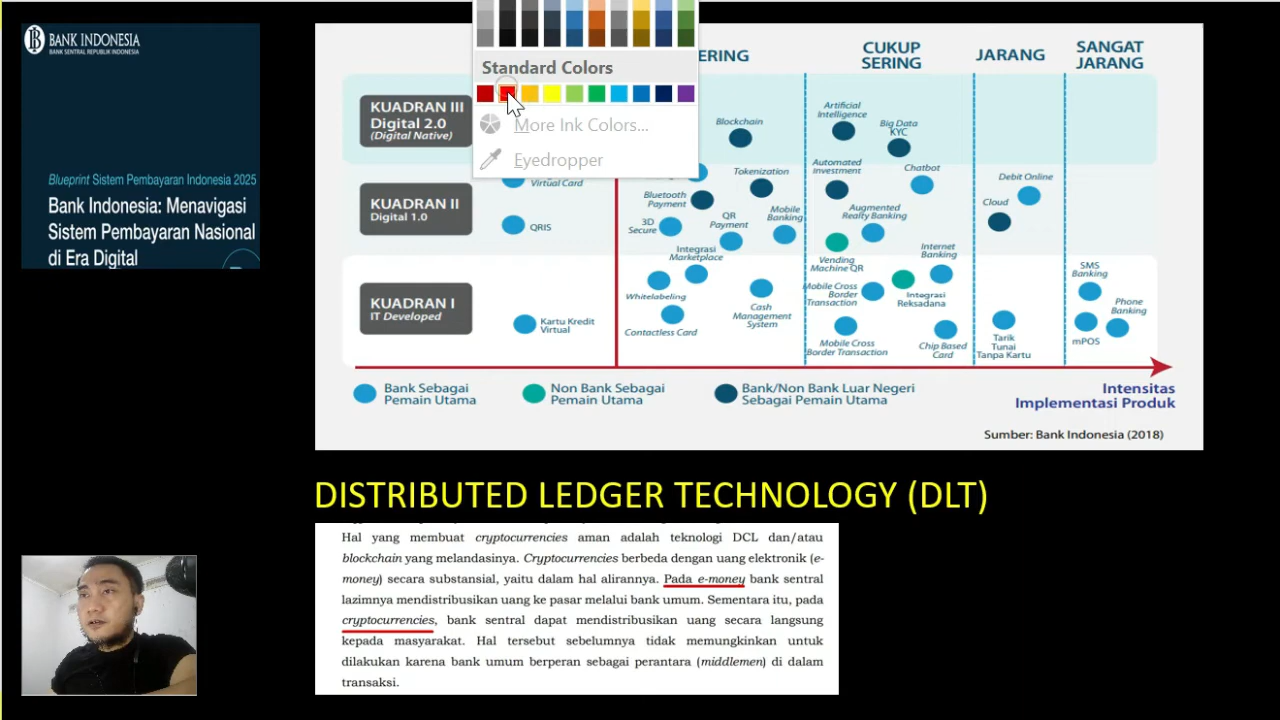 BANK INDONESIA
BANK SENTRAL REPUBLIK INDONESIA
Blueprint Sistem Pembayaran Indonesia 2025
Bank Indonesia: Menavigasi
Sistem Pembayaran Nasional
di Era Digital
Standard Colors
More Ink Colors...
Eyedropper
ERING
CUKUP
SERING
JARANG
SANGAT
JARANG
KUADRAN III
Digital 2.0
(Digital Native)
Blockchain
Artificial
Intelligence
Big Data
KYC
KUADRAN II
Digital 1.0
Virtual Card
QRIS
Bluetooth
Payment
Tokenization
3D
Secure
QR
Payment
Mobile
Banking
Automated
Investment
Chatbot
Augmented
Realty Banking
Debit Online
Cloud
KUADRAN I
IT Developed
Kartu Kredit
Virtual
Integrasi
Marketplace
Whitelabeling
Contactless Card
Cash
Management
System
Vending
Machine QR
Mobile Cross
Border
Transaction
Mobile Cross
Border Transaction
Internet
Banking
Integrasi
Reksadana
Chip Based
Card
Tarik
Tunai
Tanpa Kartu
SMS
Banking
Phone
Banking
mPOS
Bank Sebagai
Pemain Utama
Non Bank Sebagai
Pemain Utama
Bank/Non Bank Luar Negeri
Sebagai Pemain Utama
Intensitas
Implementasi Produk
Sumber: Bank Indonesia (2018)
DISTRIBUTED LEDGER TECHNOLOGY (DLT)
Hal yang membuat cryptocurrencies aman adalah teknologi DCL dan/atau
blockchain yang melandasinya. Cryptocurrencies berbeda dengan uang elektronik (e-
money) secara substansial, yaitu dalam hal alirannya. Pada e-money bank sentral
lazimnya mendistribusikan uang ke pasar melalui bank umum. Sementara itu, pada
cryptocurrencies, bank sentral dapat mendistribusikan uang secara langsung
kepada masyarakat. Hal tersebut sebelumnya tidak memungkinkan untuk
dilakukan karena bank umum berperan sebagai perantara (middlemen) di dalam
transaksi.